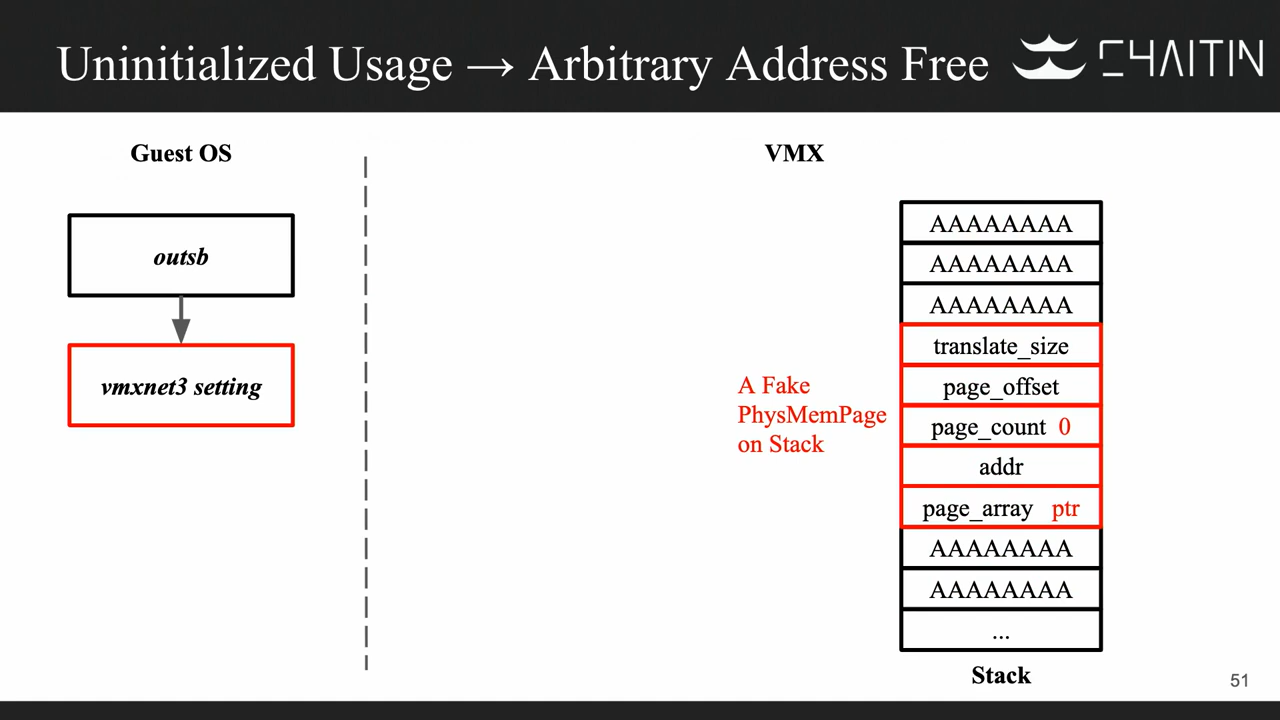 Uninitialized Usage → Arbitrary Address Free
CHAITIN
Guest OS
VMX
outsb
vmxnet3 setting
A Fake
PhysMemPage
on Stack
AAAAAAAA
AAAAAAAA
AAAAAAAA
translate_size
page_offset
page_count 0
addr
page_array ptr
AAAAAAAA
AAAAAAAA
...
Stack
51